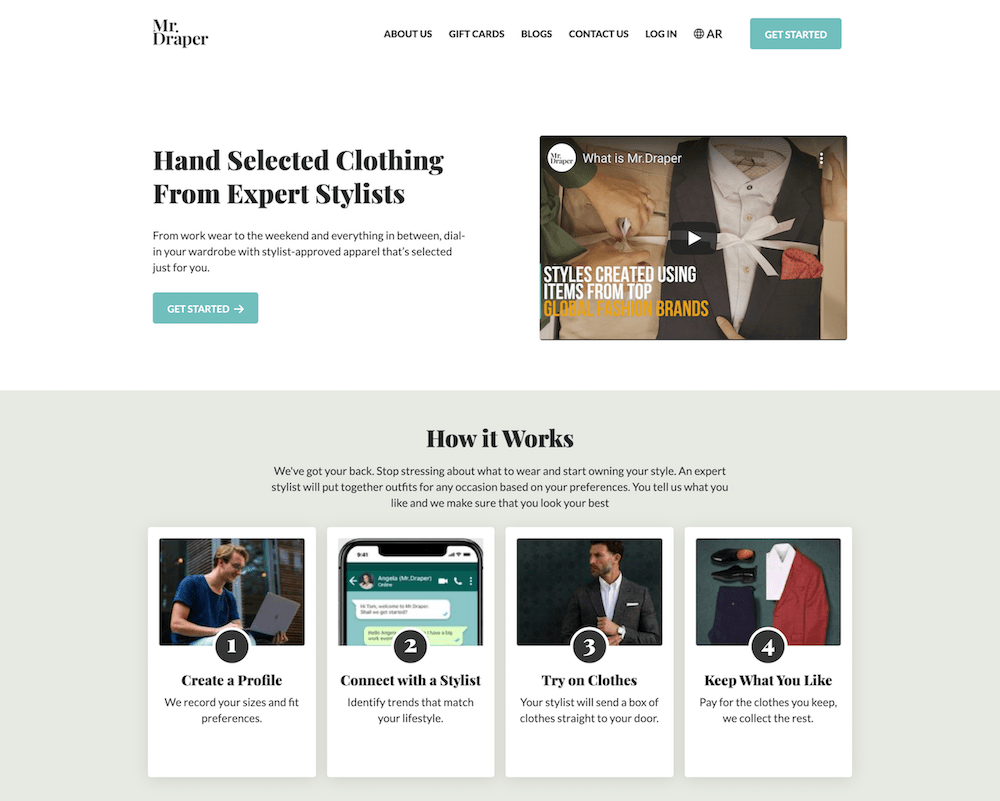 Mr.
Draper
ABOUT US GIFT CARDS BLOGS CONTACT US LOG IN AR GET STARTED
Hand Selected Clothing
From Expert Stylists
From work wear to the weekend and everything in between, dial-
in your wardrobe with stylist-approved apparel that's selected
just for you.
GET STARTED →
Mr.
Draper
What is Mr.Draper
STYLES CREATED USING
ITEMS FROM TOP
GLOBAL FASHION BRANDS
How it Works
We've got your back. Stop stressing about what to wear and start owning your style. An expert
stylist will put together outfits for any occasion based on your preferences. You tell us what you
like and we make sure that you look your best
1
Create a Profile
We record your sizes and fit
preferences.
9:41
Angela (Mr.Draper)
Online
Hi Tom, welcome to Mr Draper.
Shall we get started?
Hello Angela I have a big
work
2
Connect with a Stylist
Identify trends that match
your lifestyle.
3
Try on Clothes
Your stylist will send a box of
clothes straight to your door.
4
Keep What You Like
Pay for the clothes you keep,
we collect the rest.